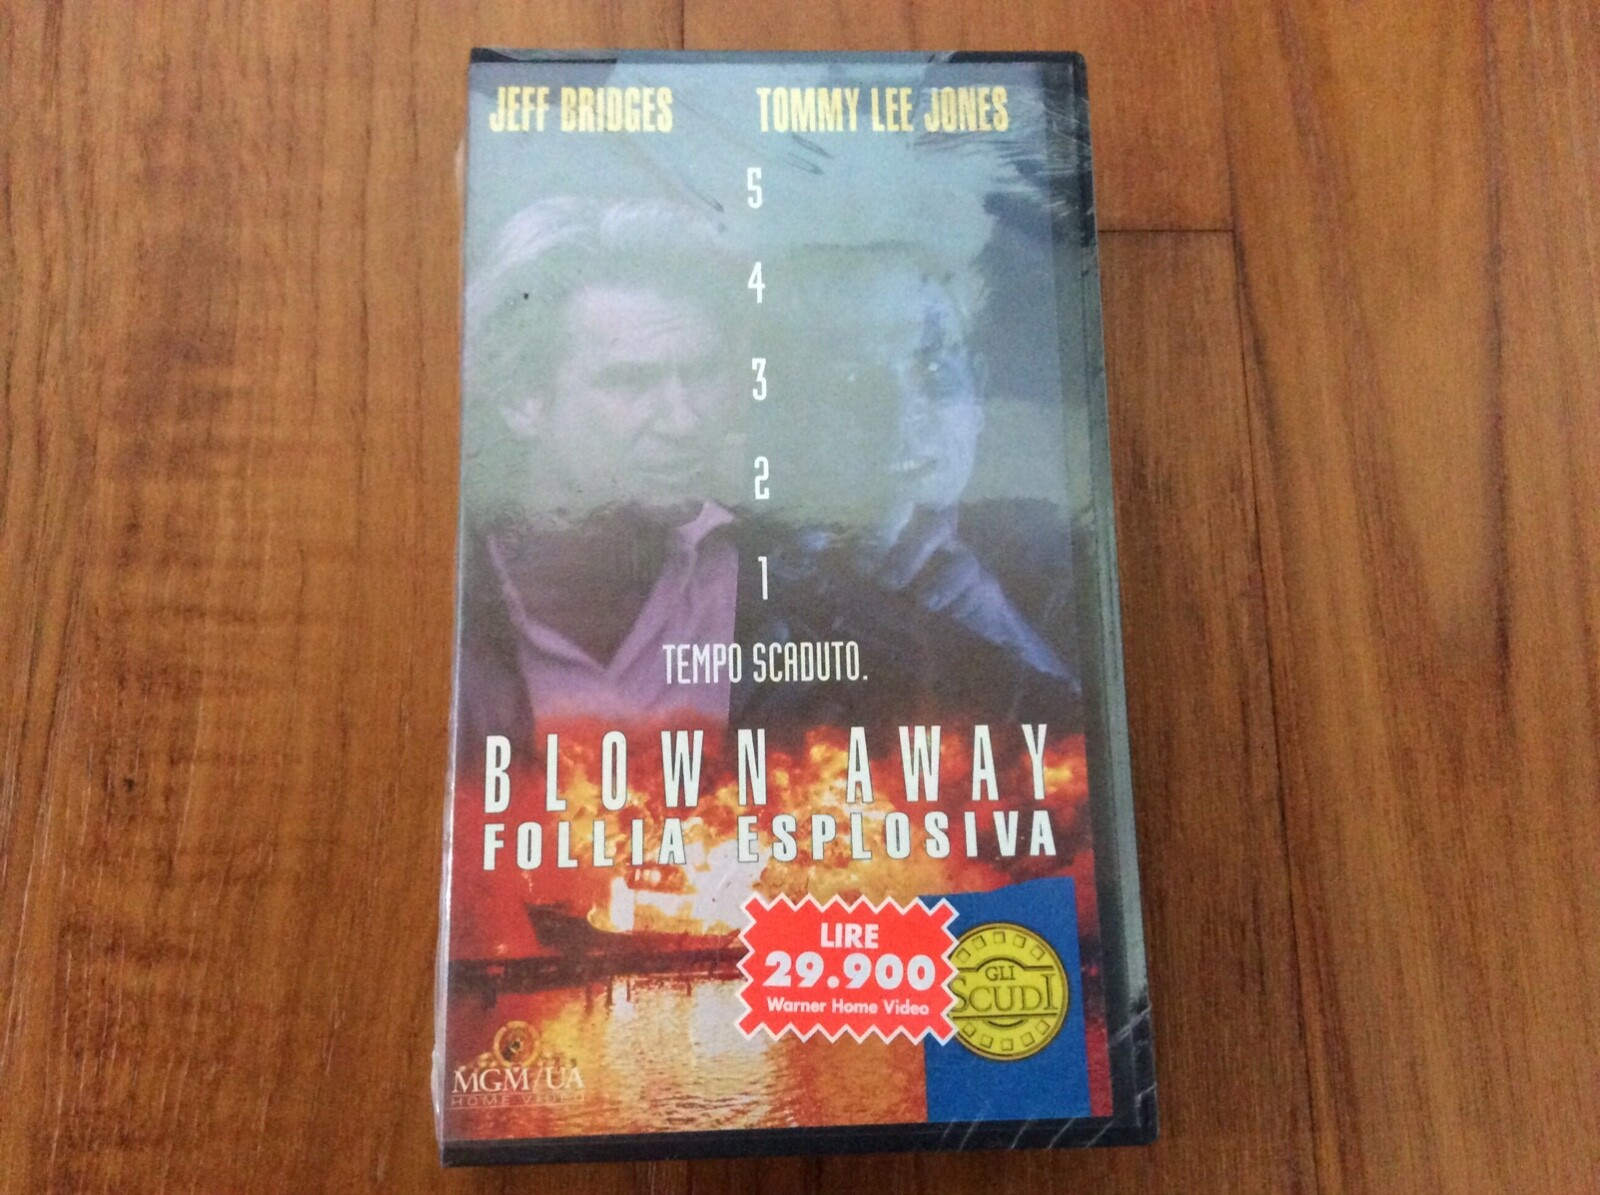 JEFF BRIDGES TOMMY LEE JONES
5
4
3
2
1
TEMPO SCADUTO.
BLOWN AWAY
FOLLIA ESPLOSIVA
LIRE
29.900
Warner Home Video
GLI
SCUDI
MGM/UA
HOME VIDEO